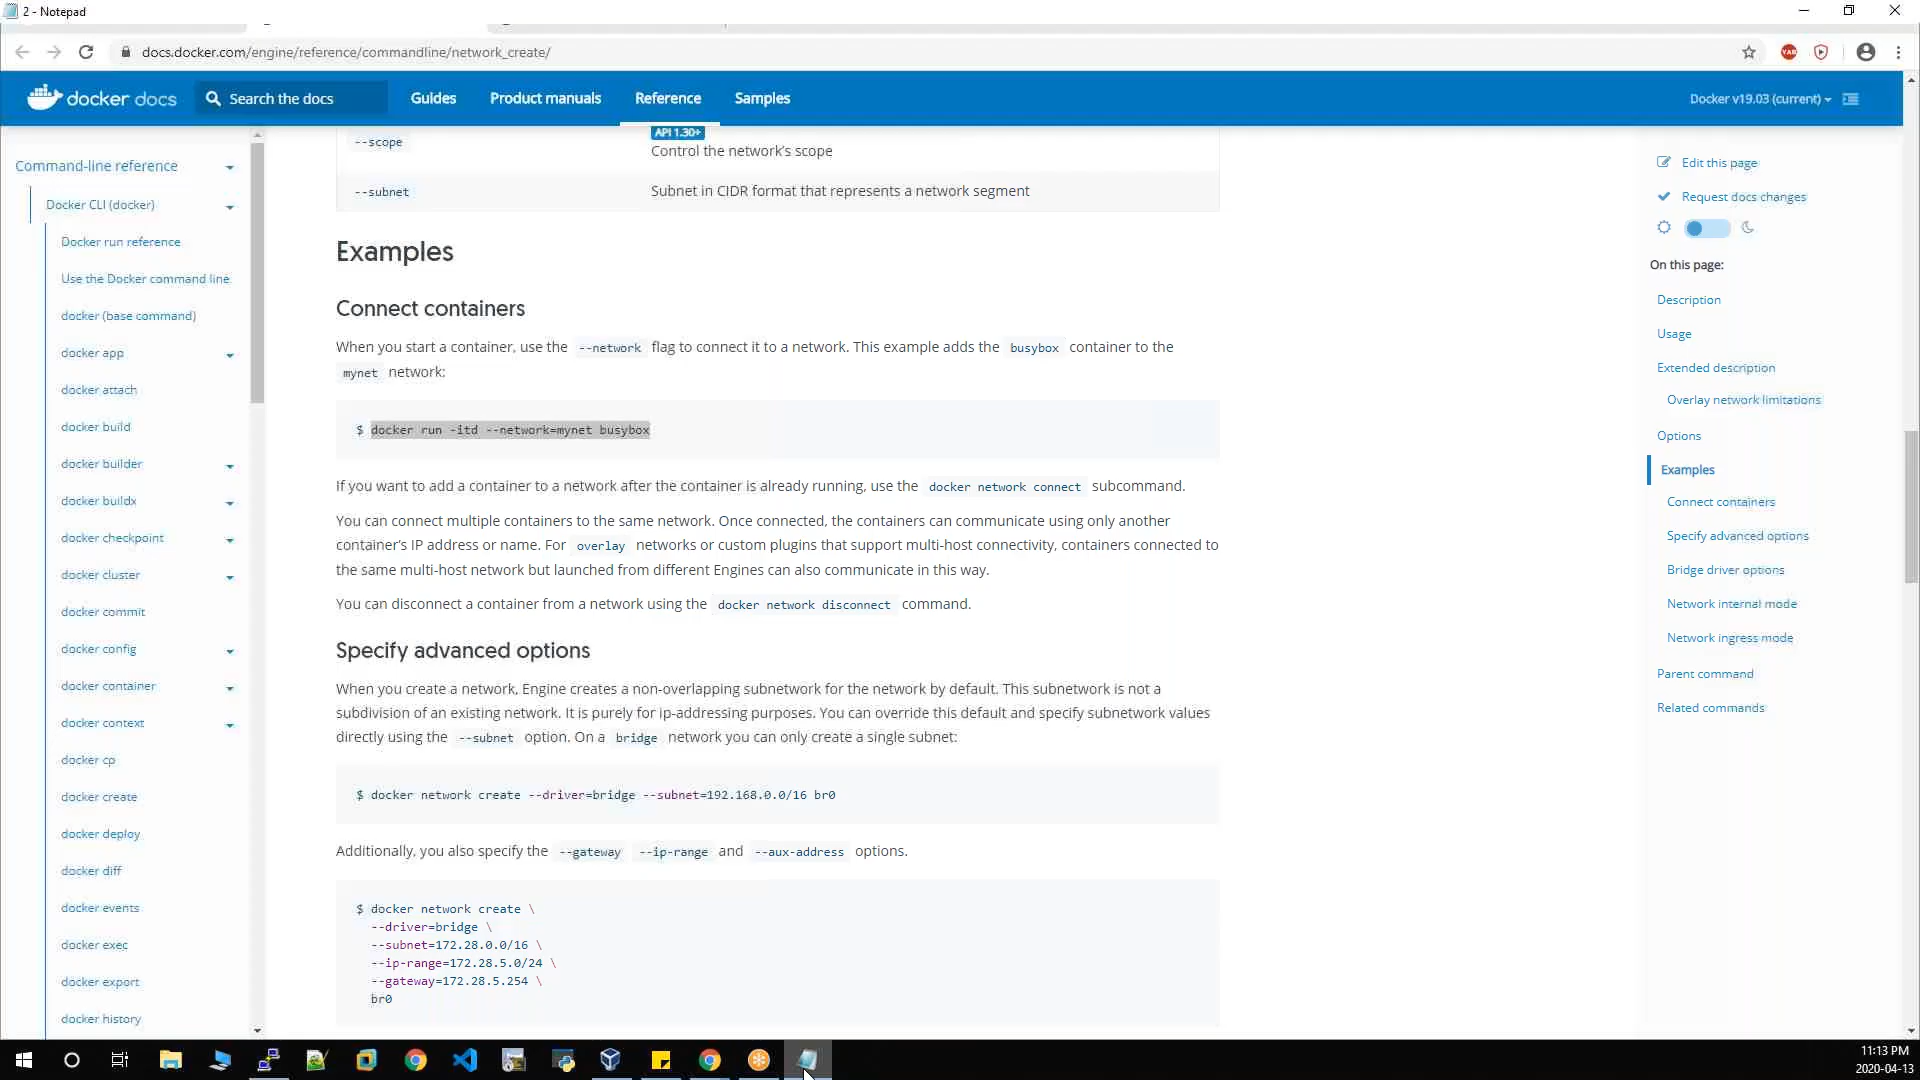 2 - Notepad
docs.docker.com/engine/reference/commandline/network_create/
docker docs
Search the docs
Guides
Product manuals
Reference
Samples
Docker v19.03 (current)
Command-line reference
Docker CLI (docker)
Docker run reference
Use the Docker command line
docker (base command)
docker app
docker attach
docker build
docker builder
docker buildx
docker checkpoint
docker cluster
docker commit
docker config
docker container
docker context
docker cp
docker create
docker deploy
docker diff
docker events
docker exec
docker export
docker history
--scope
API 1.30+
Control the network's scope
--subnet
Subnet in CIDR format that represents a network segment
Examples
Connect containers
When you start a container, use the --network flag to connect it to a network. This example adds the busybox container to the
mynet network:
$ docker run -itd --network=mynet busybox
If you want to add a container to a network after the container is already running, use the docker network connect subcommand.
You can connect multiple containers to the same network. Once connected, the containers can communicate using only another
container's IP address or name. For overlay networks or custom plugins that support multi-host connectivity, containers connected to
the same multi-host network but launched from different Engines can also communicate in this way.
You can disconnect a container from a network using the docker network disconnect command.
Specify advanced options
When you create a network, Engine creates a non-overlapping subnetwork for the network by default. This subnetwork is not a
subdivision of an existing network. It is purely for ip-addressing purposes. You can override this default and specify subnetwork values
directly using the --subnet option. On a bridge network you can only create a single subnet:
$ docker network create --driver=bridge --subnet=192.168.0.0/16 br0
Additionally, you also specify the --gateway --ip-range and --aux-address options.
$ docker network create \
--driver=bridge \
--subnet=172.28.0.0/16 \
--ip-range=172.28.5.0/24 \
--gateway=172.28.5.254 \
br0
Edit this page
Request docs changes
On this page:
Description
Usage
Extended description
Overlay network limitations
Options
Examples
Connect containers
Specify advanced options
Bridge driver options
Network internal mode
Network ingress mode
Parent command
Related commands
11:13 PM
2020-04-13